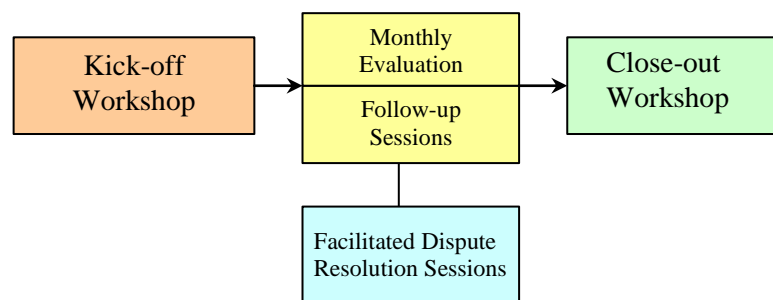 Kick-off
Workshop
Monthly
Evaluation
Follow-up
Sessions
Close-out
Workshop
Facilitated Dispute
Resolution Sessions